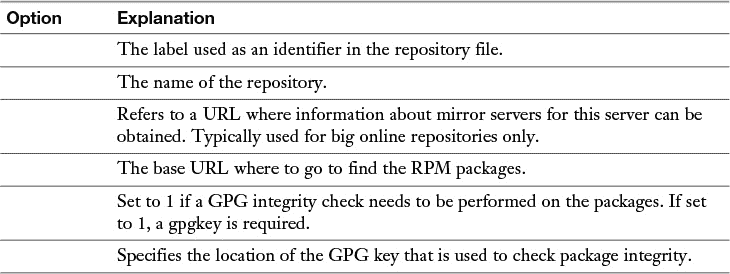 Option Explanation
The label used as an identifier in the repository file.
The name of the repository.
Refers to a URL where information about mirror servers for this server can be
obtained. Typically used for big online repositories only.
The base URL where to go to find the RPM packages.
Set to 1 if a GPG integrity check needs to be performed on the packages. If set
to 1, a gpgkey is required.
Specifies the location of the GPG key that is used to check package integrity.